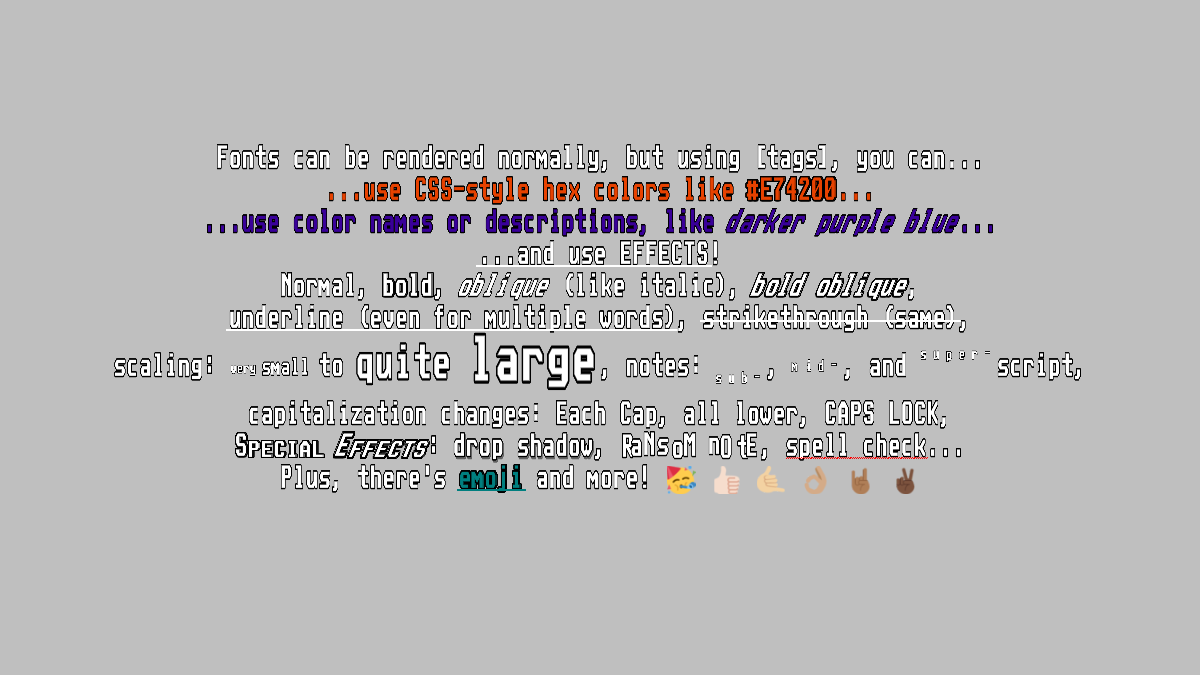 Fonts can be rendered normally, but using [tags], you can...
...use CSS-style hex colors like #E74200...
...use color names or descriptions, like darker purple blue...
...and use EFFECTS!
Normal, bold, oblique (like italic), bold oblique,
underline (even for multiple words), strikethrough (same),
scaling: very small to quite large, notes: sub-, mid-, and super-script,
capitalization changes: Each Cap, all lower, CAPS LOCK,
Special Effects: drop shadow, RaNsoM nOtE, spell check...
Plus, there's emoji and more! 🥳 👍🏻 🤙🏼 👌🏽 🤘🏾 ✌🏿